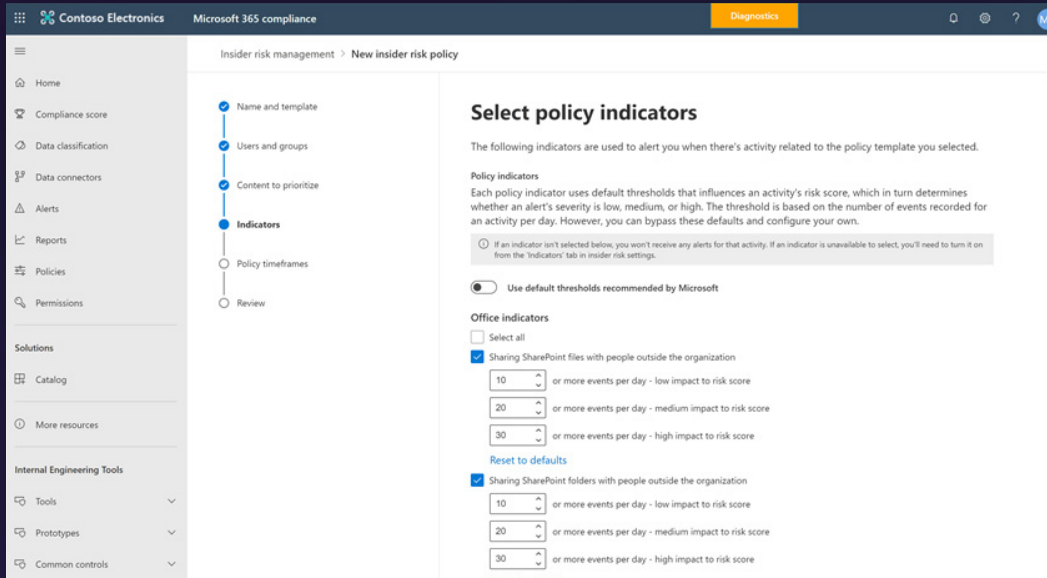 Contoso Electronics
Microsoft 365 compliance
Diagnostics
Insider risk management > New insider risk policy
Home
Compliance score
Data classification
Data connectors
Alerts
Reports
Policies
Permissions
Solutions
Catalog
More resources
Internal Engineering Tools
Tools
Prototypes
Common controls
Name and template
Users and groups
Content to prioritize
Indicators
Policy timeframes
Review
Select policy indicators
The following indicators are used to alert you when there's activity related to the policy template you selected.
Policy indicators
Each policy indicator uses default thresholds that influences an activity's risk score, which in turn determines
whether an alert's severity is low, medium, or high. The threshold is based on the number of events recorded for
an activity per day. However, you can bypass these defaults and configure your own.
If an indicator isn't selected below, you won't receive any alerts for that activity. If an indicator is unavailable to select, you'll need to turn it on
from the 'Indicators' tab in insider risk settings.
Use default thresholds recommended by Microsoft
Office indicators
Select all
Sharing SharePoint files with people outside the organization
10 or more events per day - low impact to risk score
20 or more events per day - medium impact to risk score
30 or more events per day - high impact to risk score
Reset to defaults
Sharing SharePoint folders with people outside the organization
10 or more events per day - low impact to risk score
20 or more events per day - medium impact to risk score
30 or more events per day - high impact to risk score